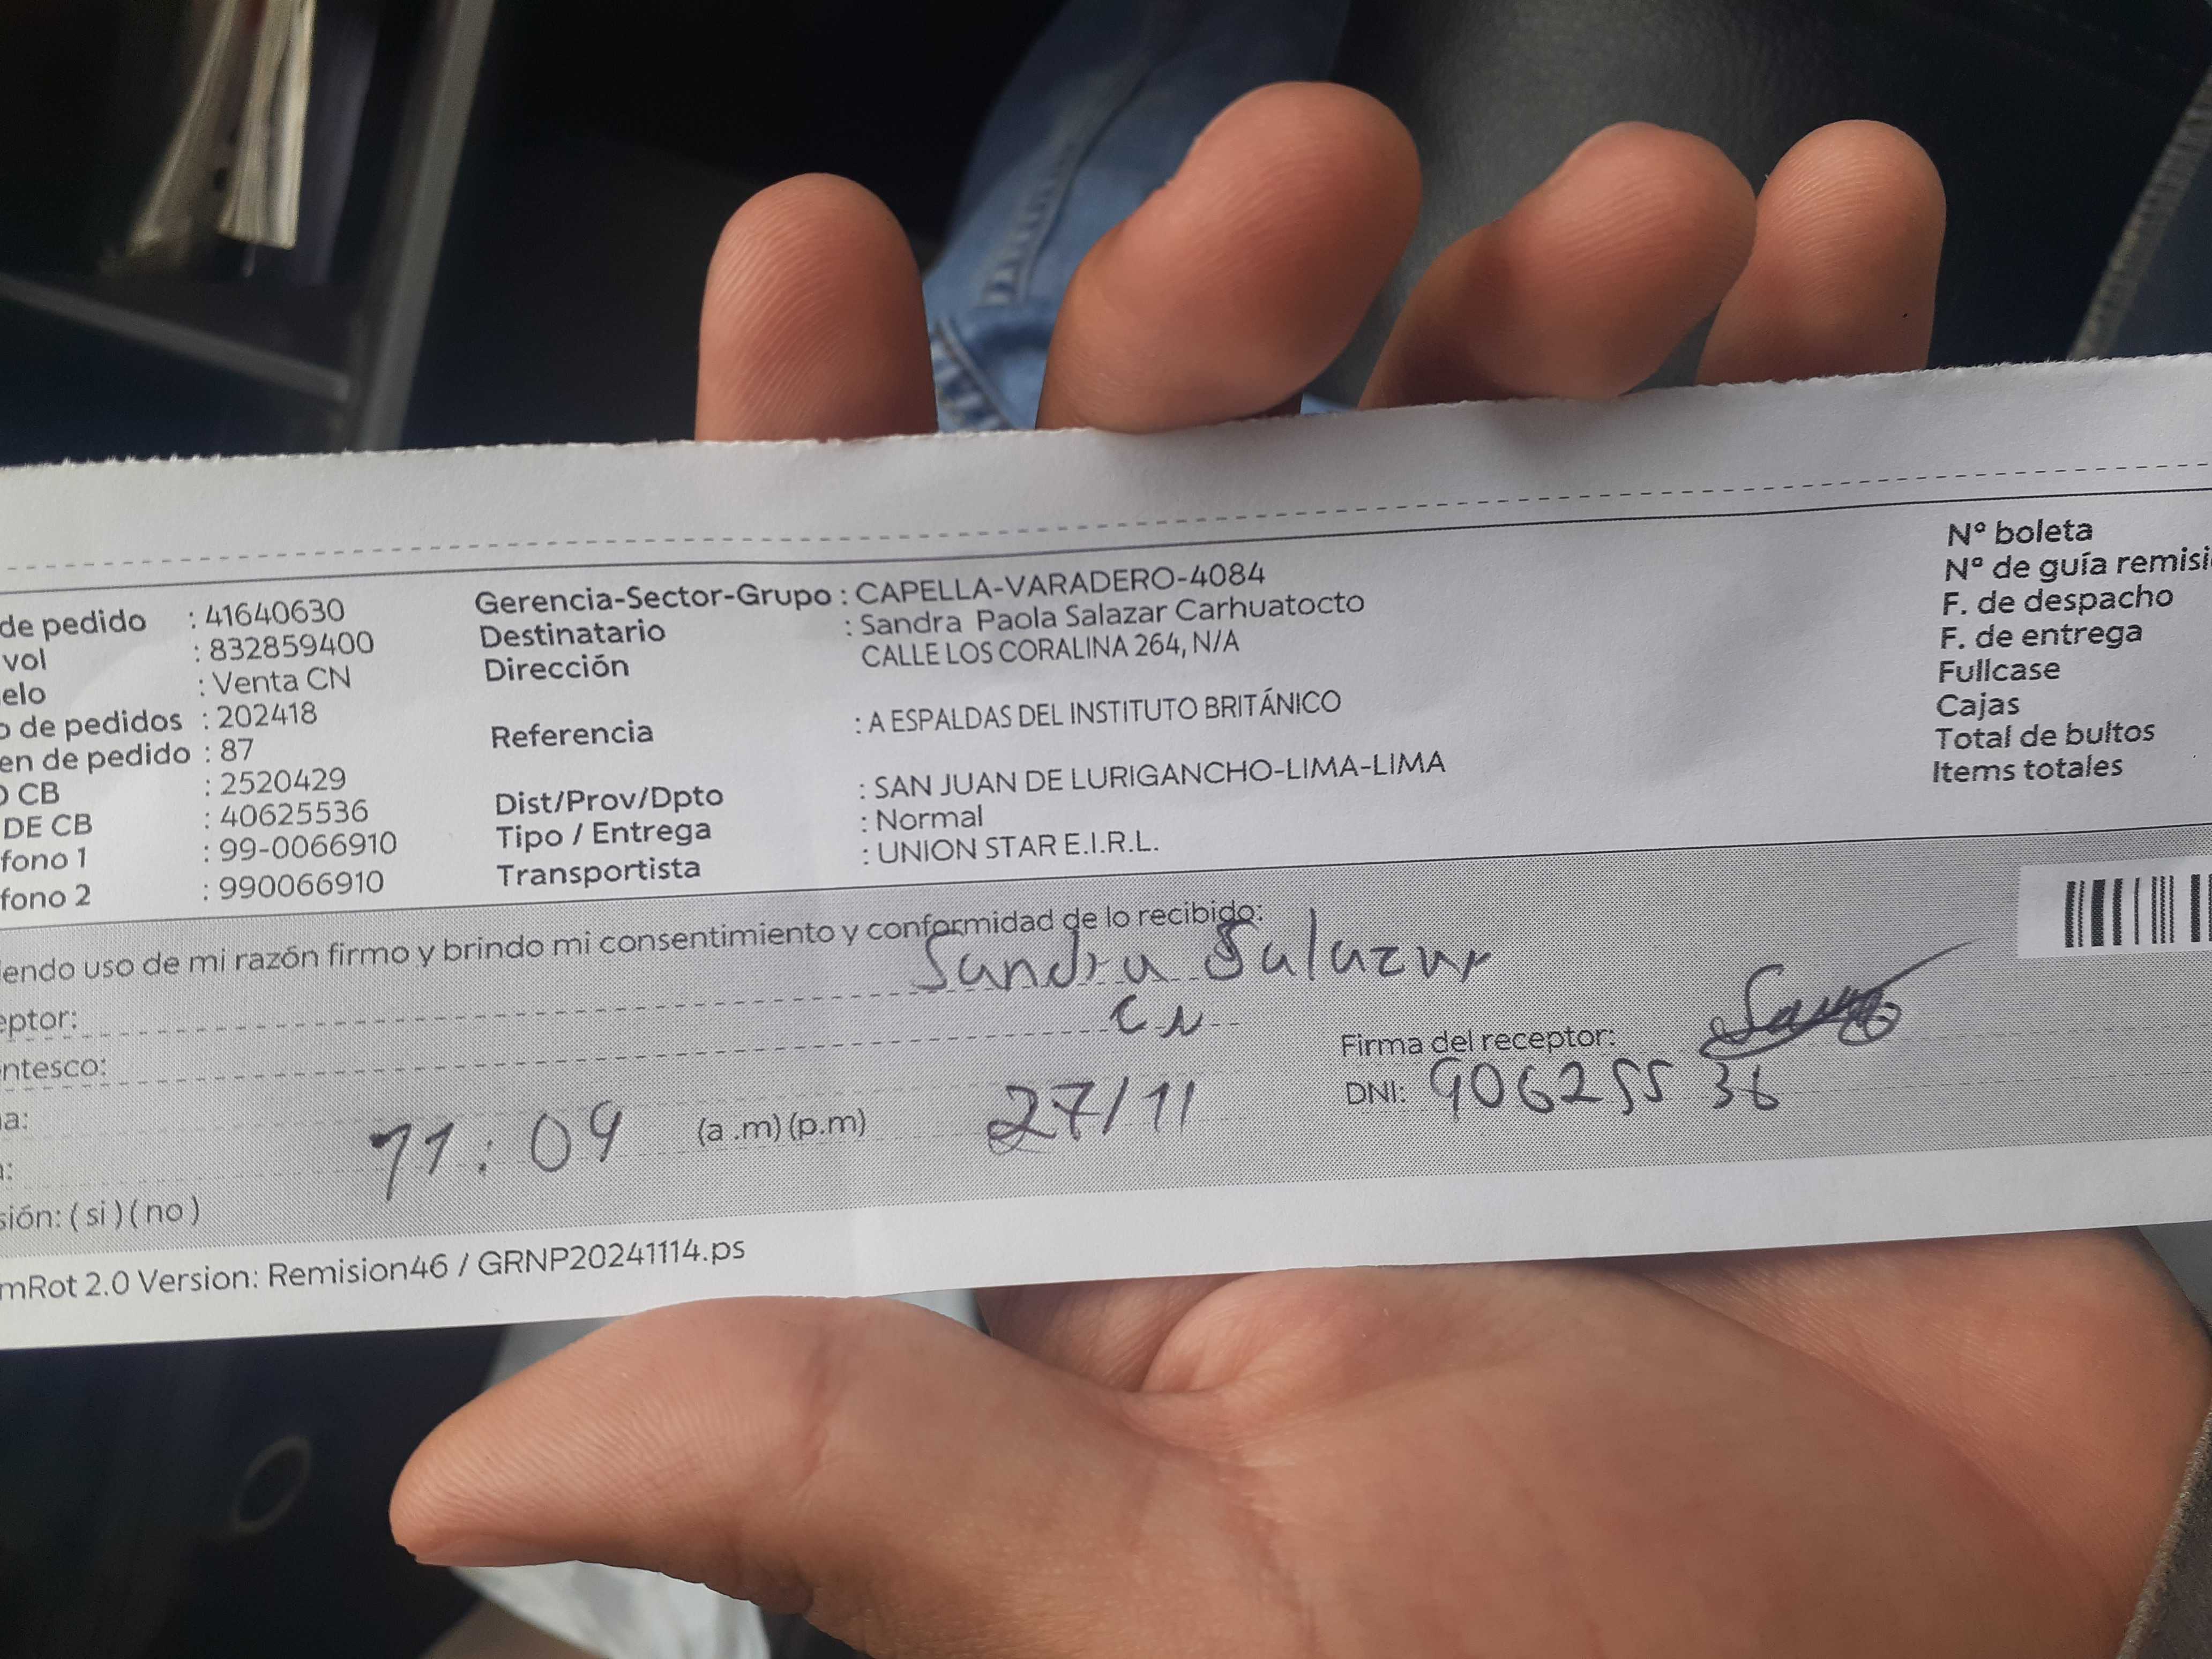 de pedido : 41640630
vol : 832859400
elo : Venta CN
o de pedidos : 202418
en de pedido : 87
O CB : 2520429
DE CB : 40625536
fono 1 : 99-0066910
fono 2 : 990066910
Gerencia-Sector-Grupo : CAPELLA-VARADERO-4084
Destinatario : Sandra Paola Salazar Carhuatocto
Dirección CALLE LOS CORALINA 264, N/A
Referencia : A ESPALDAS DEL INSTITUTO BRITÁNICO
Dist/Prov/Dpto : SAN JUAN DE LURIGANCHO-LIMA-LIMA
Tipo / Entrega : Normal
Transportista : UNION STAR E.I.R.L.
Nº boleta
Nº de guía remisi
F. de despacho
F. de entrega
Fullcase
Cajas
Total de bultos
Items totales
iendo uso de mi razón firmo y brindo mi consentimiento y conformidad de lo recibido:
eptor: Sandra Salazar
ntesco: CN
Firma del receptor:
a: 27/11 DNI: 40625536
: 11:09 (a .m) (p.m)
sión: ( si ) ( no )
mRot 2.0 Version: Remision46 / GRNP20241114.ps